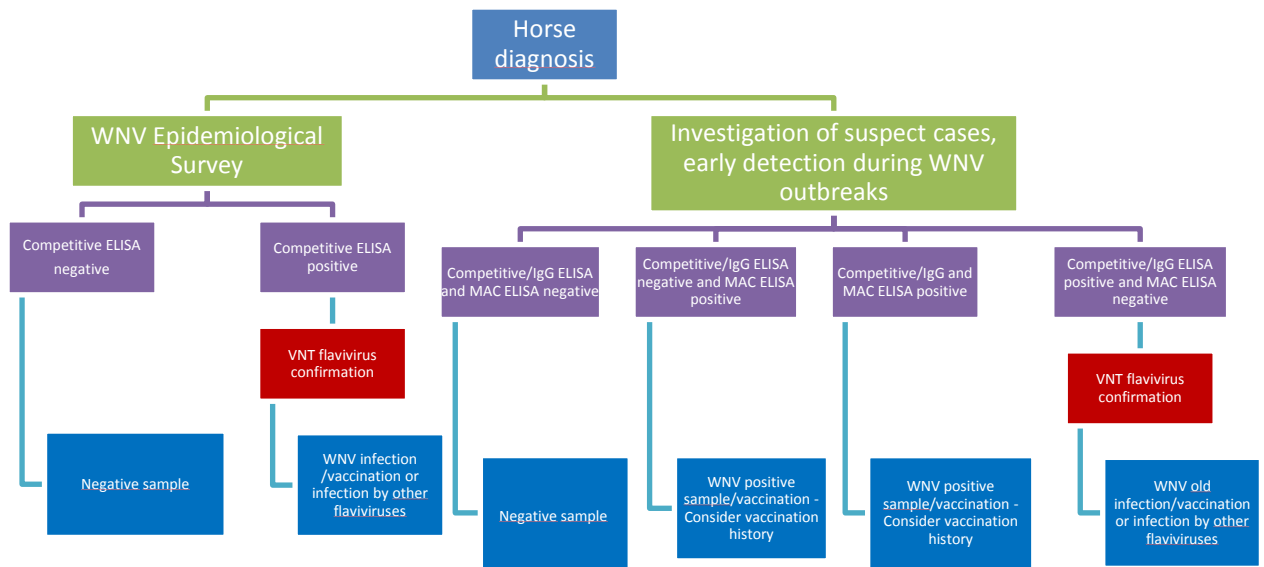 Horse
diagnosis
WNV Epidemiological
Survey
Investigation of suspect cases,
early detection during WNV
outbreaks
Competitive ELISA
negative
Competitive ELISA
positive
Competitive/IgG ELISA
and MAC ELISA negative
Competitive/IgG ELISA
negative and MAC ELISA
positive
Competitive/IgG and
MAC ELISA positive
Competitive/IgG ELISA
positive and MAC ELISA
negative
VNT flavivirus
confirmation
VNT flavivirus
confirmation
Negative sample
WNV infection
/vaccination or
infection by other
flaviviruses
Negative sample
WNV positive
sample/vaccination -
Consider vaccination
history
WNV positive
sample/vaccination -
Consider vaccination
history
WNV old
infection/vaccination
or infection by other
flaviviruses